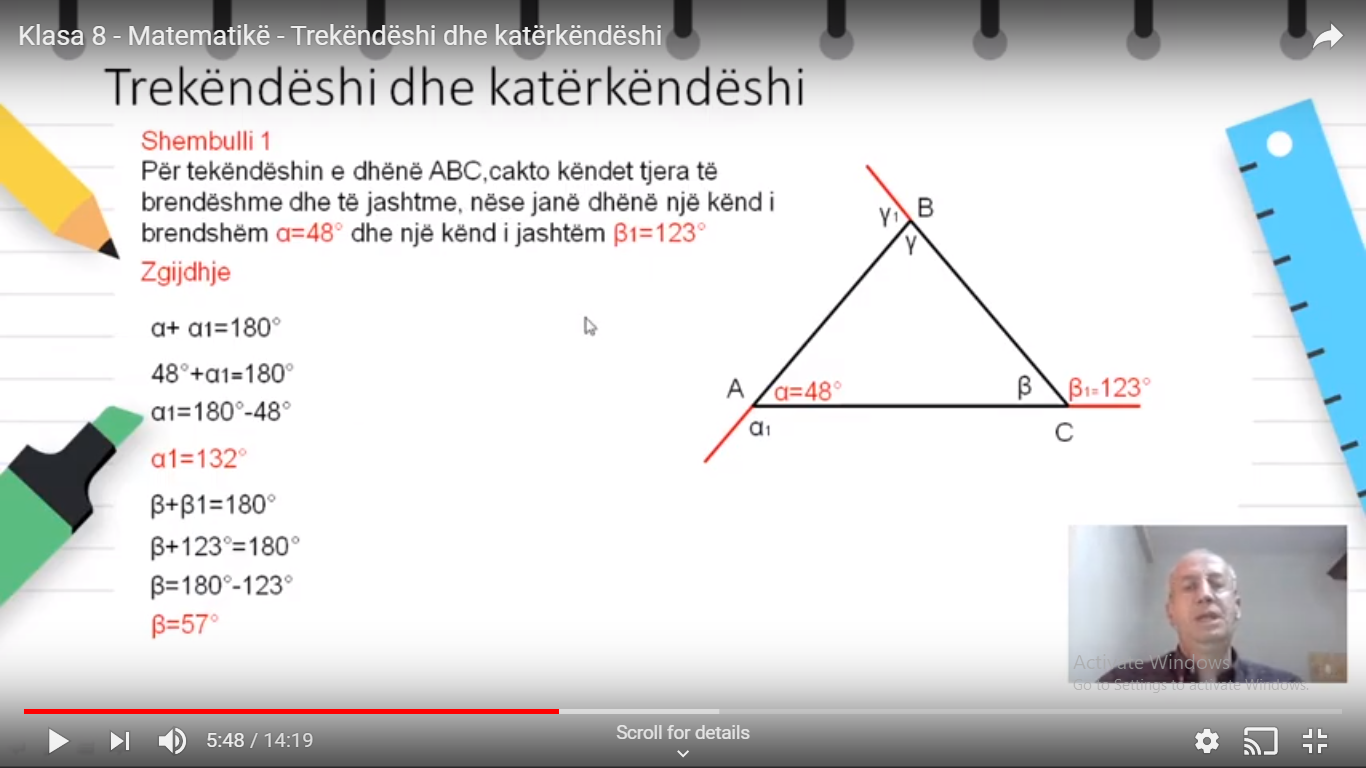 Klasa 8 - Matematikë - Trekëndëshi dhe katërkëndëshi
Trekëndëshi dhe katërkëndëshi
Shembulli 1
Për tekëndëshin e dhënë ABC,cakto këndet tjera të
brendëshme dhe të jashtme, nëse janë dhënë një kënd i
brendshëm α=48° dhe një kënd i jashtëm β1=123°
Zgijdhje
α+ α1=180°
48°+α1=180°
α1=180°-48°
α1=132°
β+β1=180°
β+123°=180°
β=180°-123°
β=57°
γ1 B
γ
A α=48° β β1=123°
α1 C
Activate Windows
Go to Settings to activate Windows.
5:48 / 14:19
Scroll for details